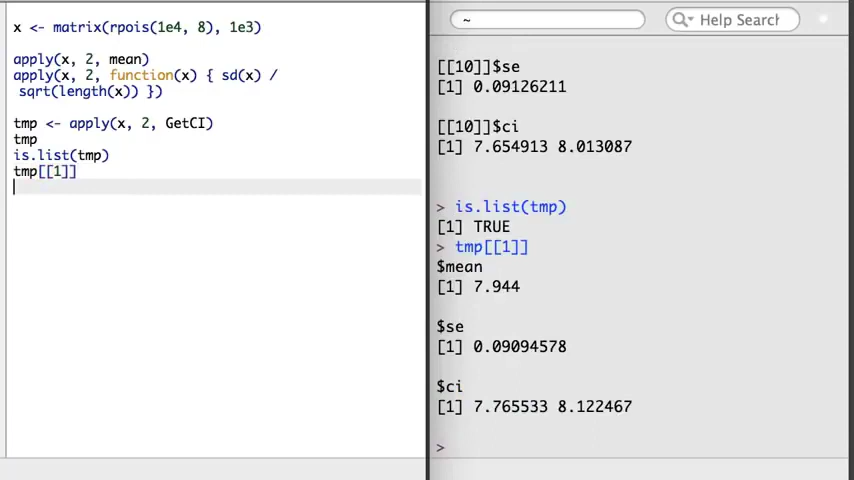 x <- matrix(rpois(1e4, 8), 1e3)
apply(x, 2, mean)
apply(x, 2, function(x) { sd(x) /
sqrt(length(x)) })
tmp <- apply(x, 2, GetCI)
tmp
is.list(tmp)
tmp[[1]]
~
Help Search
[[10]]$se
[1] 0.09126211
[[10]]$ci
[1] 7.654913 8.013087
> is.list(tmp)
[1] TRUE
> tmp[[1]]
$mean
[1] 7.944
$se
[1] 0.09094578
$ci
[1] 7.765533 8.122467
>